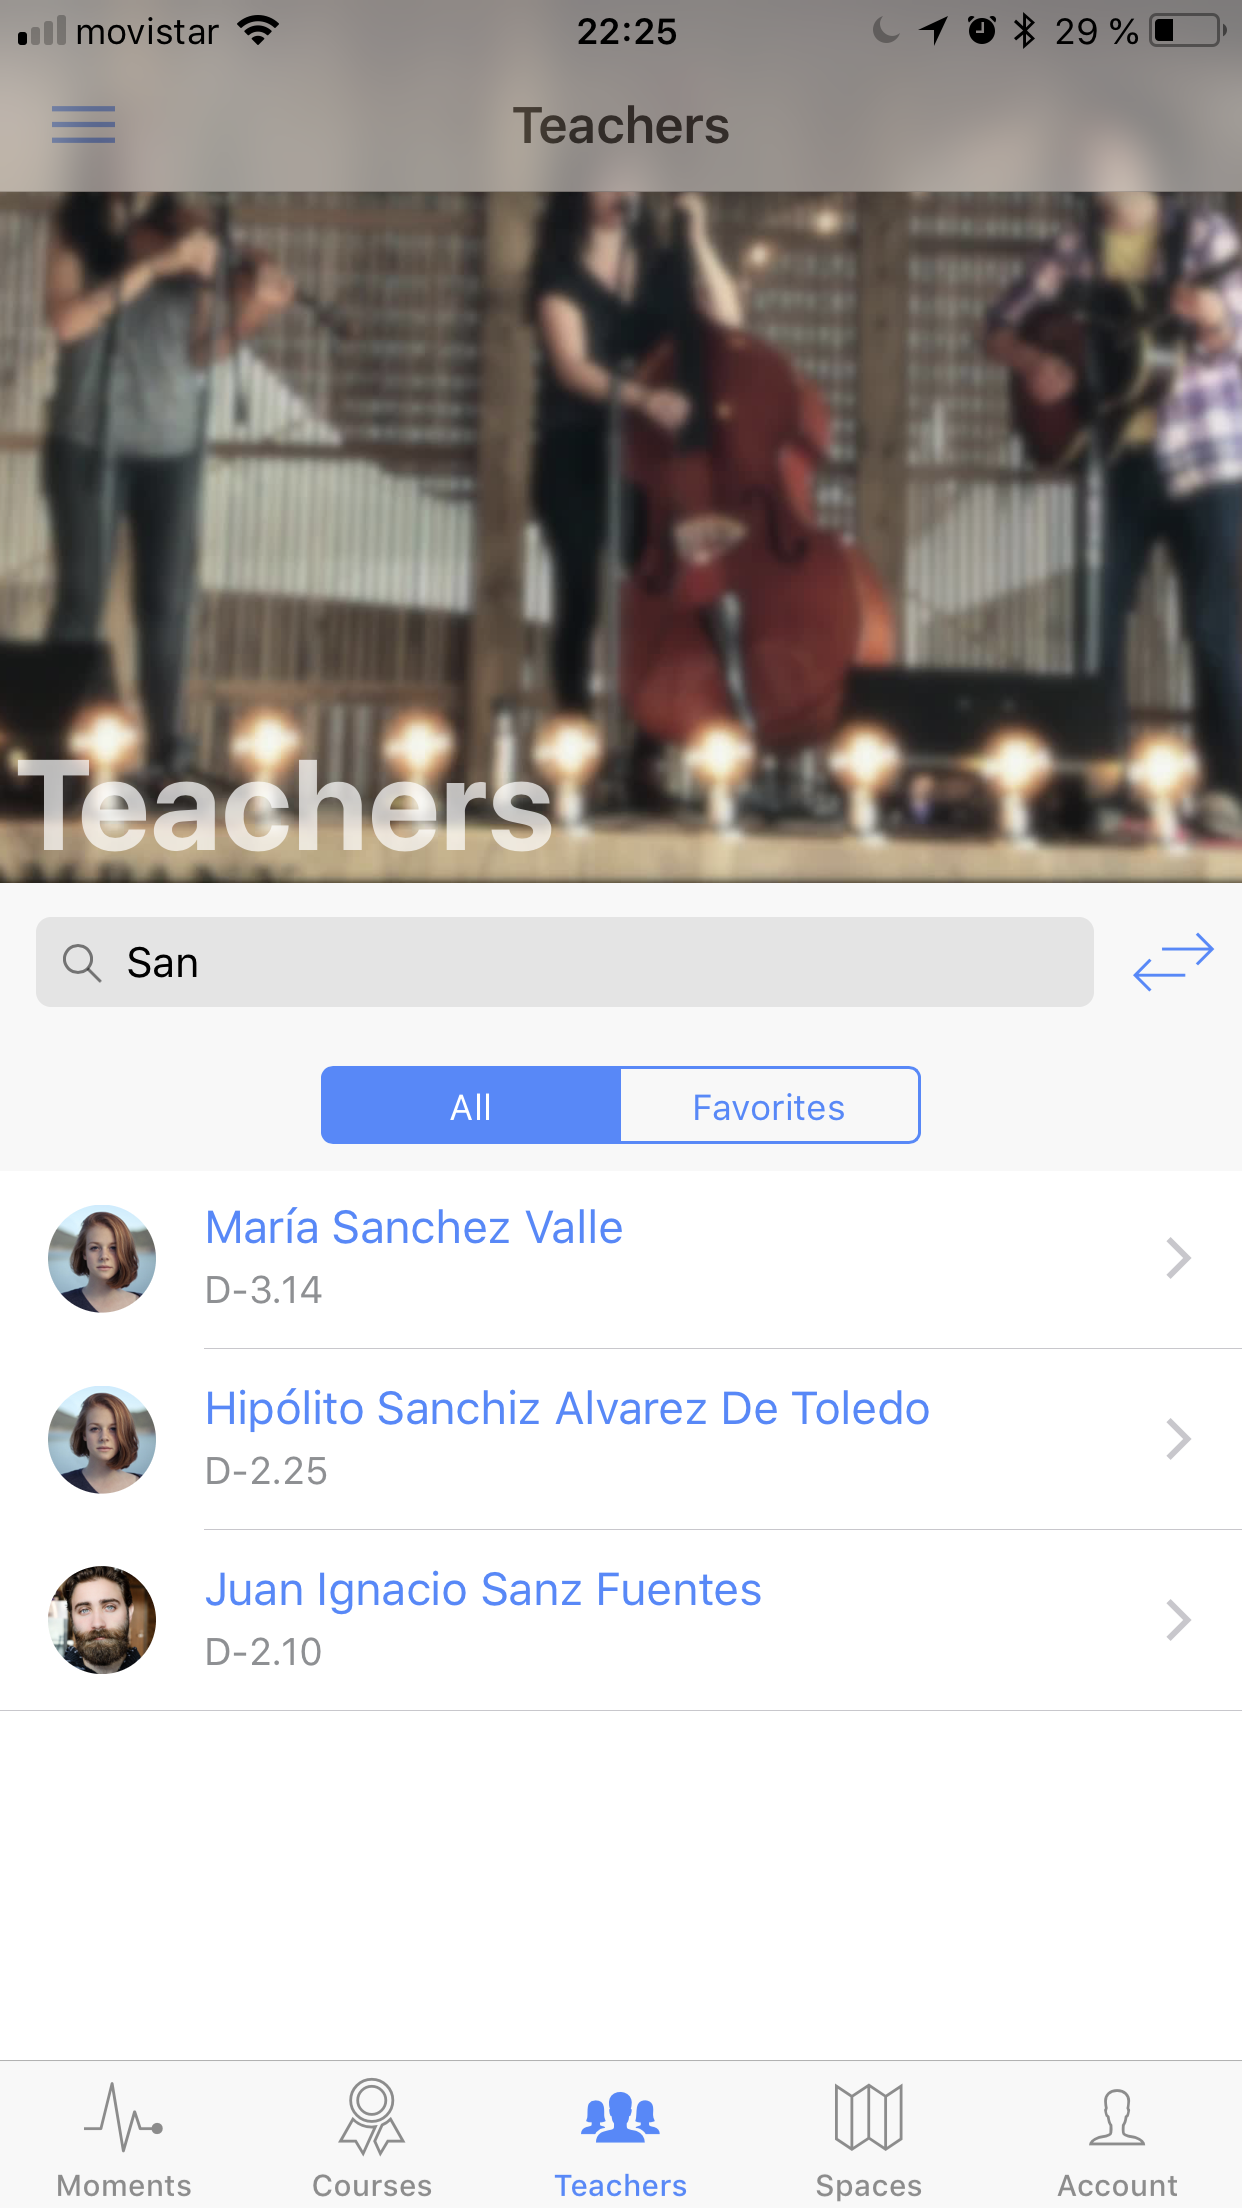 movistar 22:25 29 %
Teachers
Teachers
San
All Favorites
María Sanchez Valle
D-3.14
Hipólito Sanchiz Alvarez De Toledo
D-2.25
Juan Ignacio Sanz Fuentes
D-2.10
Moments Courses Teachers Spaces Account